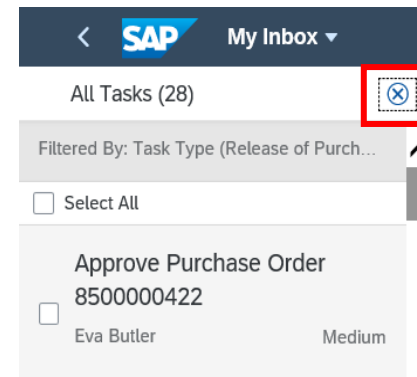 SAP My Inbox
All Tasks (28)
Filtered By: Task Type (Release of Purch...
Select All
Approve Purchase Order
8500000422
Eva Butler Medium